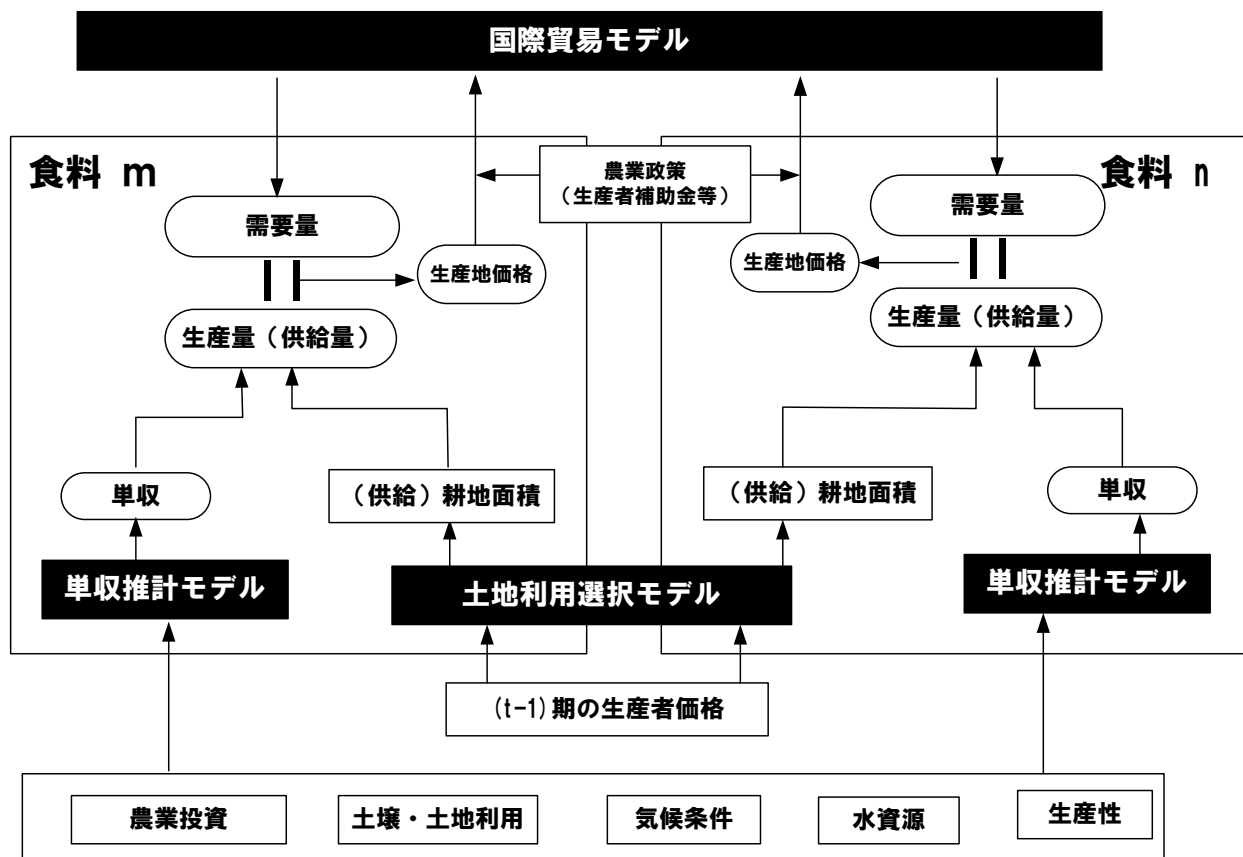 国際貿易モデル
食料 m
農業政策
（生産者補助金等）
食料 n
需要量
需要量
生産地価格
生産地価格
生産量（供給量）
生産量（供給量）
単収
（供給）耕地面積
（供給）耕地面積
単収
単収推計モデル
土地利用選択モデル
単収推計モデル
(t-1)期の生産者価格
農業投資
土壌・土地利用
気候条件
水資源
生産性